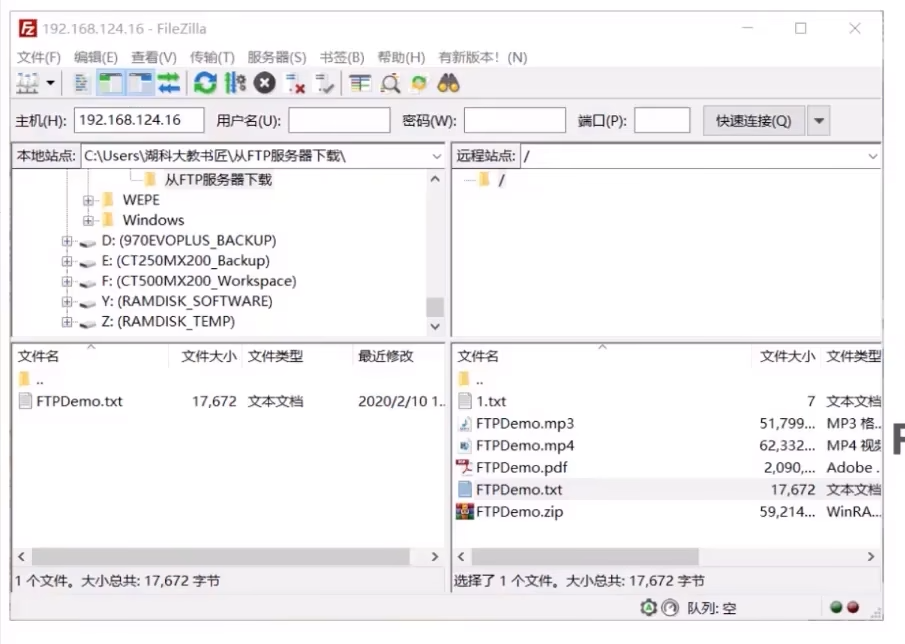 192.168.124.16 - FileZilla
文件(F) 编辑(E) 查看(V) 传输(T) 服务器(S) 书签(B) 帮助(H) 有新版本! (N)
主机(H): 192.168.124.16 用户名(U): 密码(W): 端口(P): 快速连接(Q)
本地站点: C:\Users\湖科大教书匠\从FTP服务器下载\
远程站点: /
从FTP服务器下载
WEPE
Windows
D: (970EVOPLUS_BACKUP)
E: (CT250MX200_Backup)
F: (CT500MX200_Workspace)
Y: (RAMDISK_SOFTWARE)
Z: (RAMDISK_TEMP)
/
文件名 文件大小 文件类型 最近修改
..
FTPDemo.txt 17,672 文本文档 2020/2/10 1...
1 个文件。大小总共: 17,672 字节
文件名 文件大小 文件类型
..
1.txt 7 文本文档
FTPDemo.mp3 51,799... MP3 格...
FTPDemo.mp4 62,332... MP4 视频
FTPDemo.pdf 2,090,... Adobe .
FTPDemo.txt 17,672 文本文档
FTPDemo.zip 59,214... WinRA...
选择了 1 个文件。大小总共: 17,672 字节
队列: 空
F